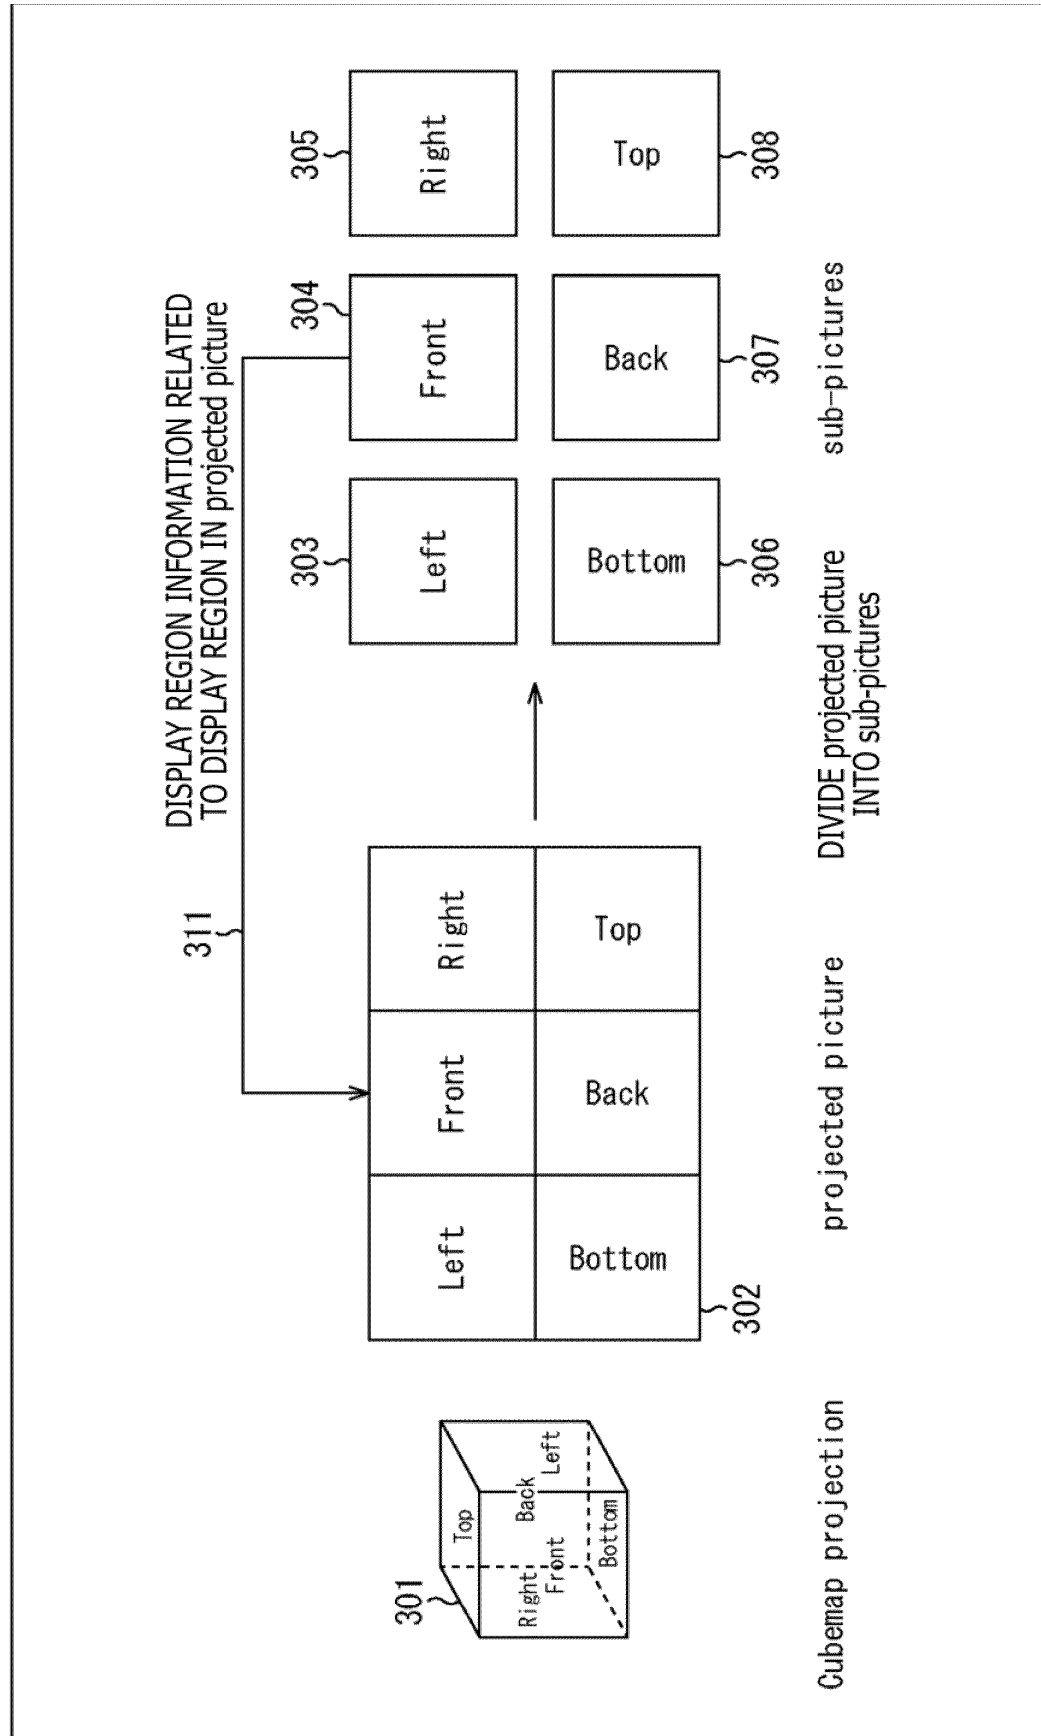 DISPLAY REGION INFORMATION RELATED
TO DISPLAY REGION IN projected picture
311
301
Top
Right
Front
Back
Left
Bottom
Cubemap projection
Left
Front
Right
Bottom
Back
Top
302
projected picture
DIVIDE projected picture
INTO sub-pictures
303
304
305
Left
Front
Right
Bottom
Back
Top
306
307
308
sub-pictures